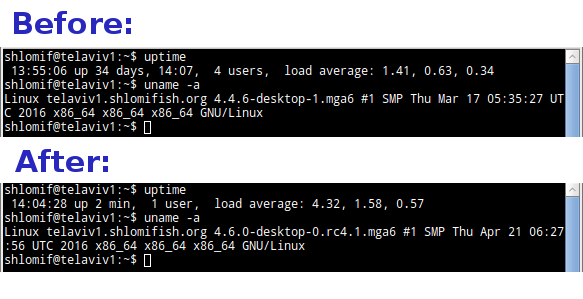 Before:
shlomif@telaviv1:~$ uptime
 13:55:06 up 34 days, 14:07,  4 users,  load average: 1.41, 0.63, 0.34
shlomif@telaviv1:~$ uname -a
Linux telaviv1.shlomifish.org 4.4.6-desktop-1.mga6 #1 SMP Thu Mar 17 05:35:27 UT
C 2016 x86_64 x86_64 x86_64 GNU/Linux
shlomif@telaviv1:~$
After:
shlomif@telaviv1:~$ uptime
 14:04:28 up 2 min,  1 user,  load average: 4.32, 1.58, 0.57
shlomif@telaviv1:~$ uname -a
Linux telaviv1.shlomifish.org 4.6.0-desktop-0.rc4.1.mga6 #1 SMP Thu Apr 21 06:27
:56 UTC 2016 x86_64 x86_64 x86_64 GNU/Linux
shlomif@telaviv1:~$